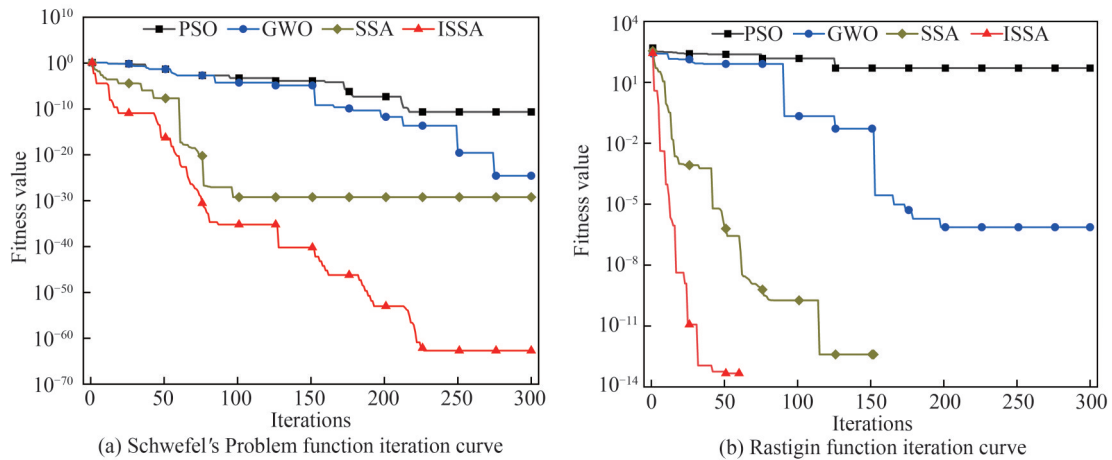 PSO GWO SSA ISSA
Fitness value
10^10
10^0
10^−10
10^−20
10^−30
10^−40
10^−50
10^−60
10^−70
0 50 100 150 200 250 300
Iterations
(a) Schwefel's Problem function iteration curve
PSO GWO SSA ISSA
Fitness value
10^4
10^1
10^−2
10^−5
10^−8
10^−11
10^−14
0 50 100 150 200 250 300
Iterations
(b) Rastigin function iteration curve